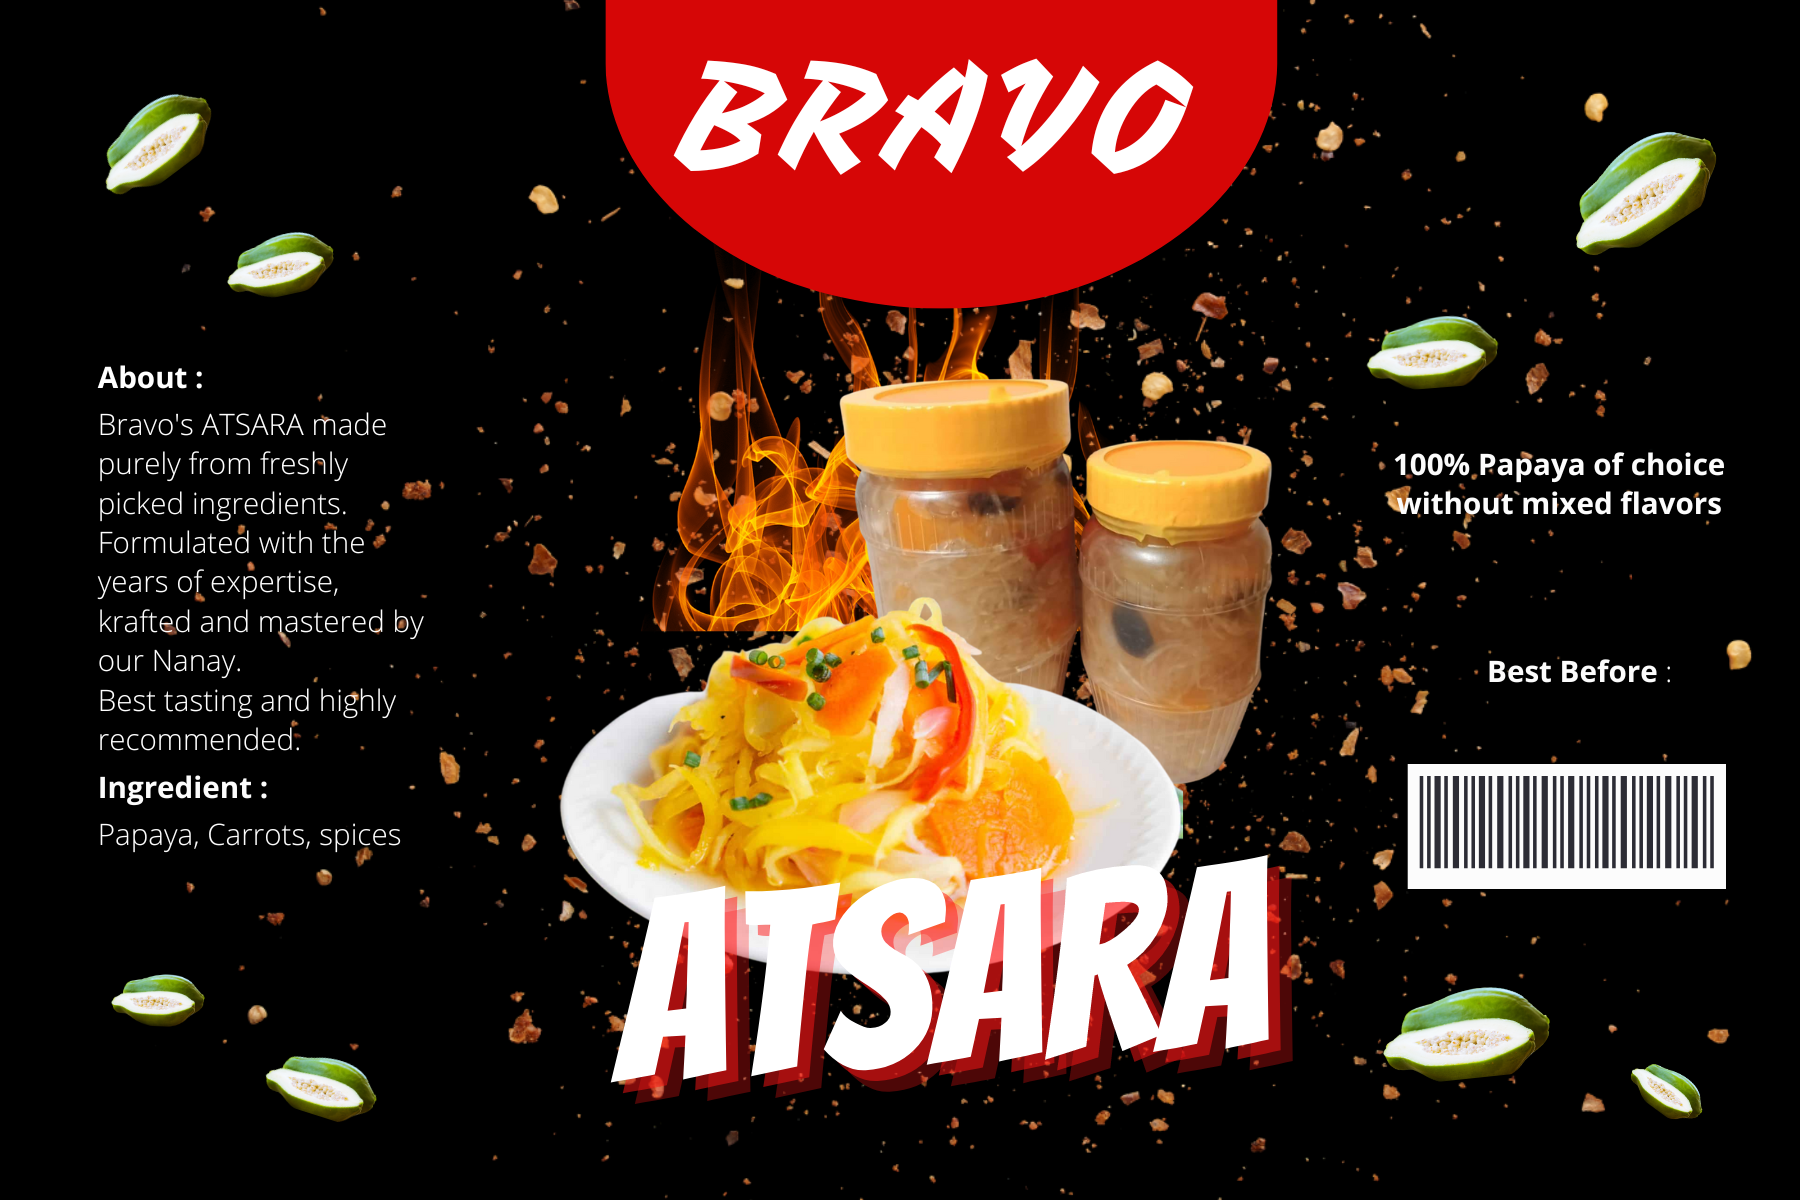 BRAVO
About :
Bravo's ATSARA made
purely from freshly
picked ingredients.
Formulated with the
years of expertise,
krafted and mastered by
our Nanay.
Best tasting and highly
recommended.
Ingredient :
Papaya, Carrots, spices
100% Papaya of choice
without mixed flavors
Best Before :
ATSARA